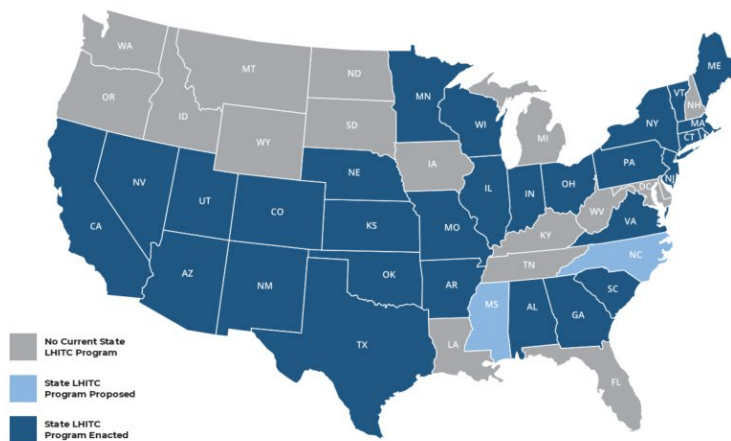 WA
MT
ND
MN
ME
VT
NH
OR
ID
SD
WI
NY
MA
CT
WY
MI
IA
PA
NJ
NE
NV
UT
CO
IL
IN
OH
DC
WV
VA
CA
KS
MO
KY
NC
TN
AZ
NM
OK
AR
SC
MS
AL
GA
TX
LA
FL
No Current State
LHITC Program
State LHITC
Program Proposed
State LHITC
Program Enacted